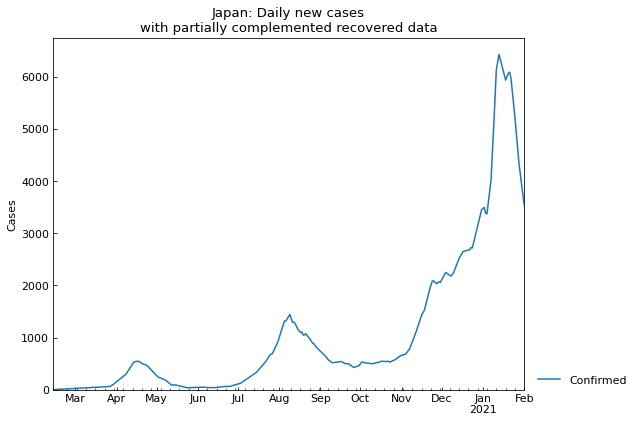 Japan: Daily new cases
with partially complemented recovered data
6000
5000
4000
3000
2000
1000
0
Cases
Mar Apr May Jun Jul Aug Sep Oct Nov Dec Jan Feb
2021
Confirmed